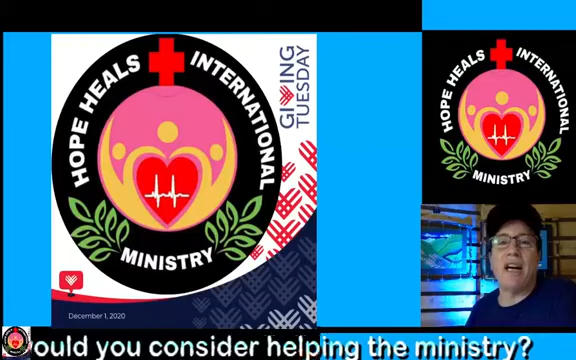 HOPE HEALS INTERNATIONAL
MINISTRY
GIVING
TUESDAY
December 1, 2020
HOPE HEALS INTERNATIONAL
MINISTRY
ould you consider helping the ministry?